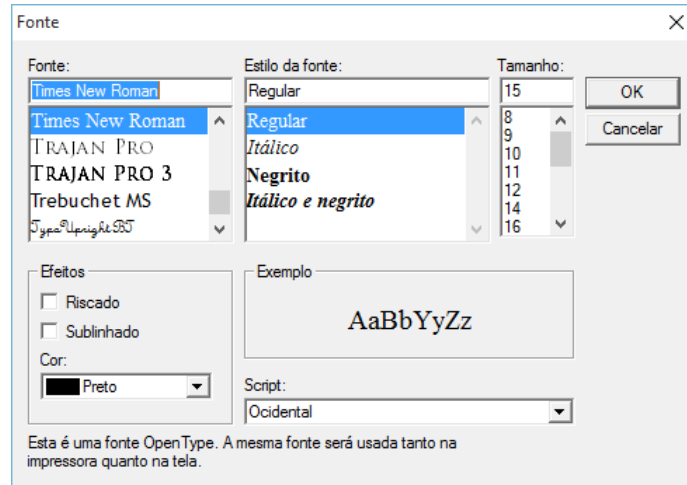 Fonte
Fonte:
Times New Roman
Times New Roman
TRAJAN PRO
TRAJAN PRO 3
Trebuchet MS
TypoUpright BT
Estilo da fonte:
Regular
Regular
Itálico
Negrito
Itálico e negrito
Tamanho:
15
8
9
10
11
12
14
16
OK
Cancelar
Efeitos
Riscado
Sublinhado
Cor:
Preto
Exemplo
AaBbYyZz
Script:
Ocidental
Esta é uma fonte OpenType. A mesma fonte será usada tanto na
impressora quanto na tela.